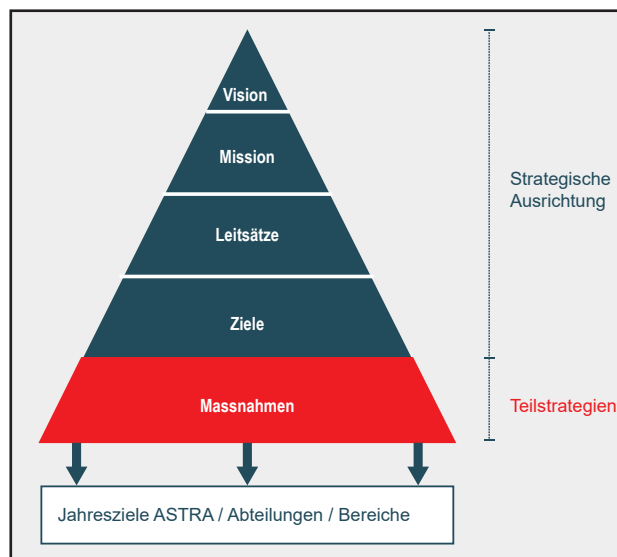 Vision
Mission
Leitsätze
Ziele
Massnahmen
Strategische
Ausrichtung
Teilstrategien
Jahresziele ASTRA / Abteilungen / Bereiche